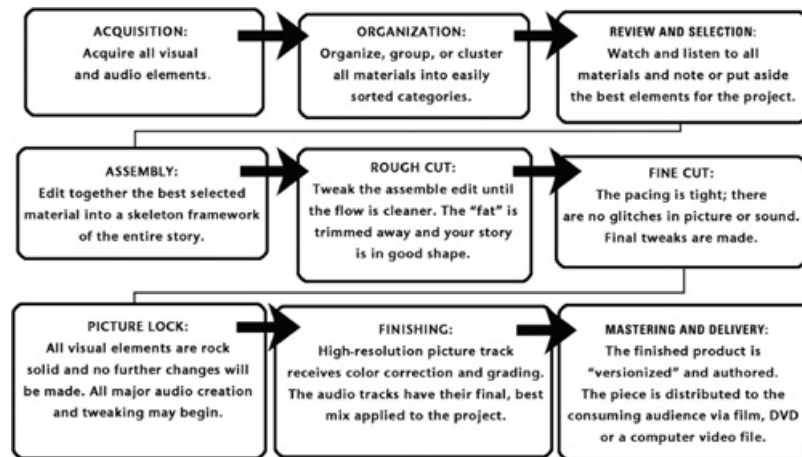 ACQUISITION:
Acquire all visual
and audio elements.
ORGANIZATION:
Organize, group, or cluster
all materials into easily
sorted categories.
REVIEW AND SELECTION:
Watch and listen to all
materials and note or put aside
the best elements for the project.
ASSEMBLY:
Edit together the best selected
material into a skeleton framework
of the entire story.
ROUGH CUT:
Tweak the assemble edit until
the flow is cleaner. The “fat” is
trimmed away and your story
is in good shape.
FINE CUT:
The pacing is tight; there
are no glitches in picture or sound.
Final tweaks are made.
PICTURE LOCK:
All visual elements are rock
solid and no further changes will
be made. All major audio creation
and tweaking may begin.
FINISHING:
High-resolution picture track
receives color correction and grading.
The audio tracks have their final, best
mix applied to the project.
MASTERING AND DELIVERY:
The finished product is
“versionized” and authored.
The piece is distributed to the
consuming audience via film, DVD
or a computer video file.